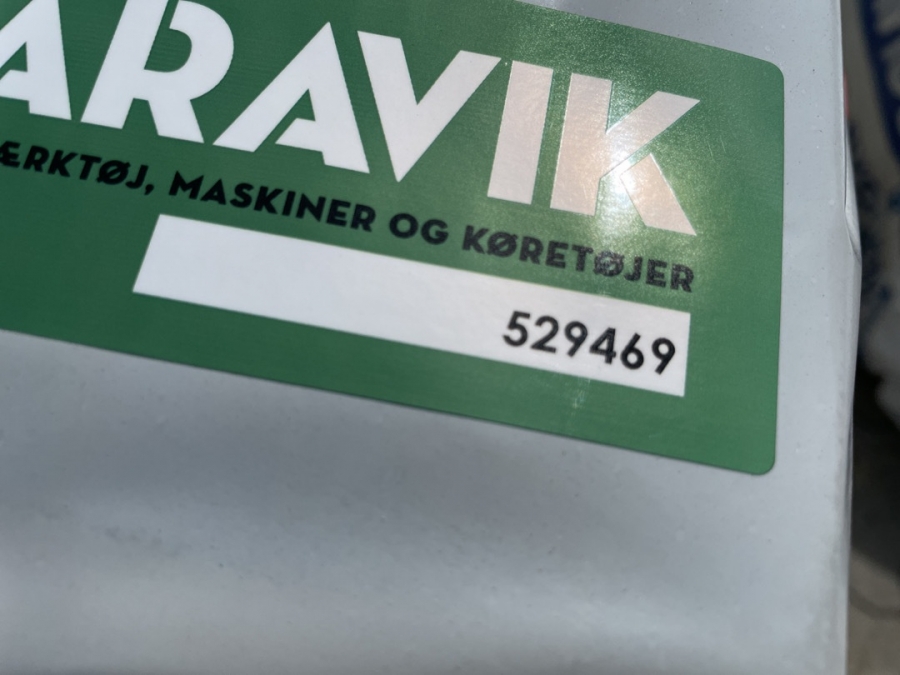 ARAVIK
ÆRKTØJ, MASKINER OG KØRETØJER
529469